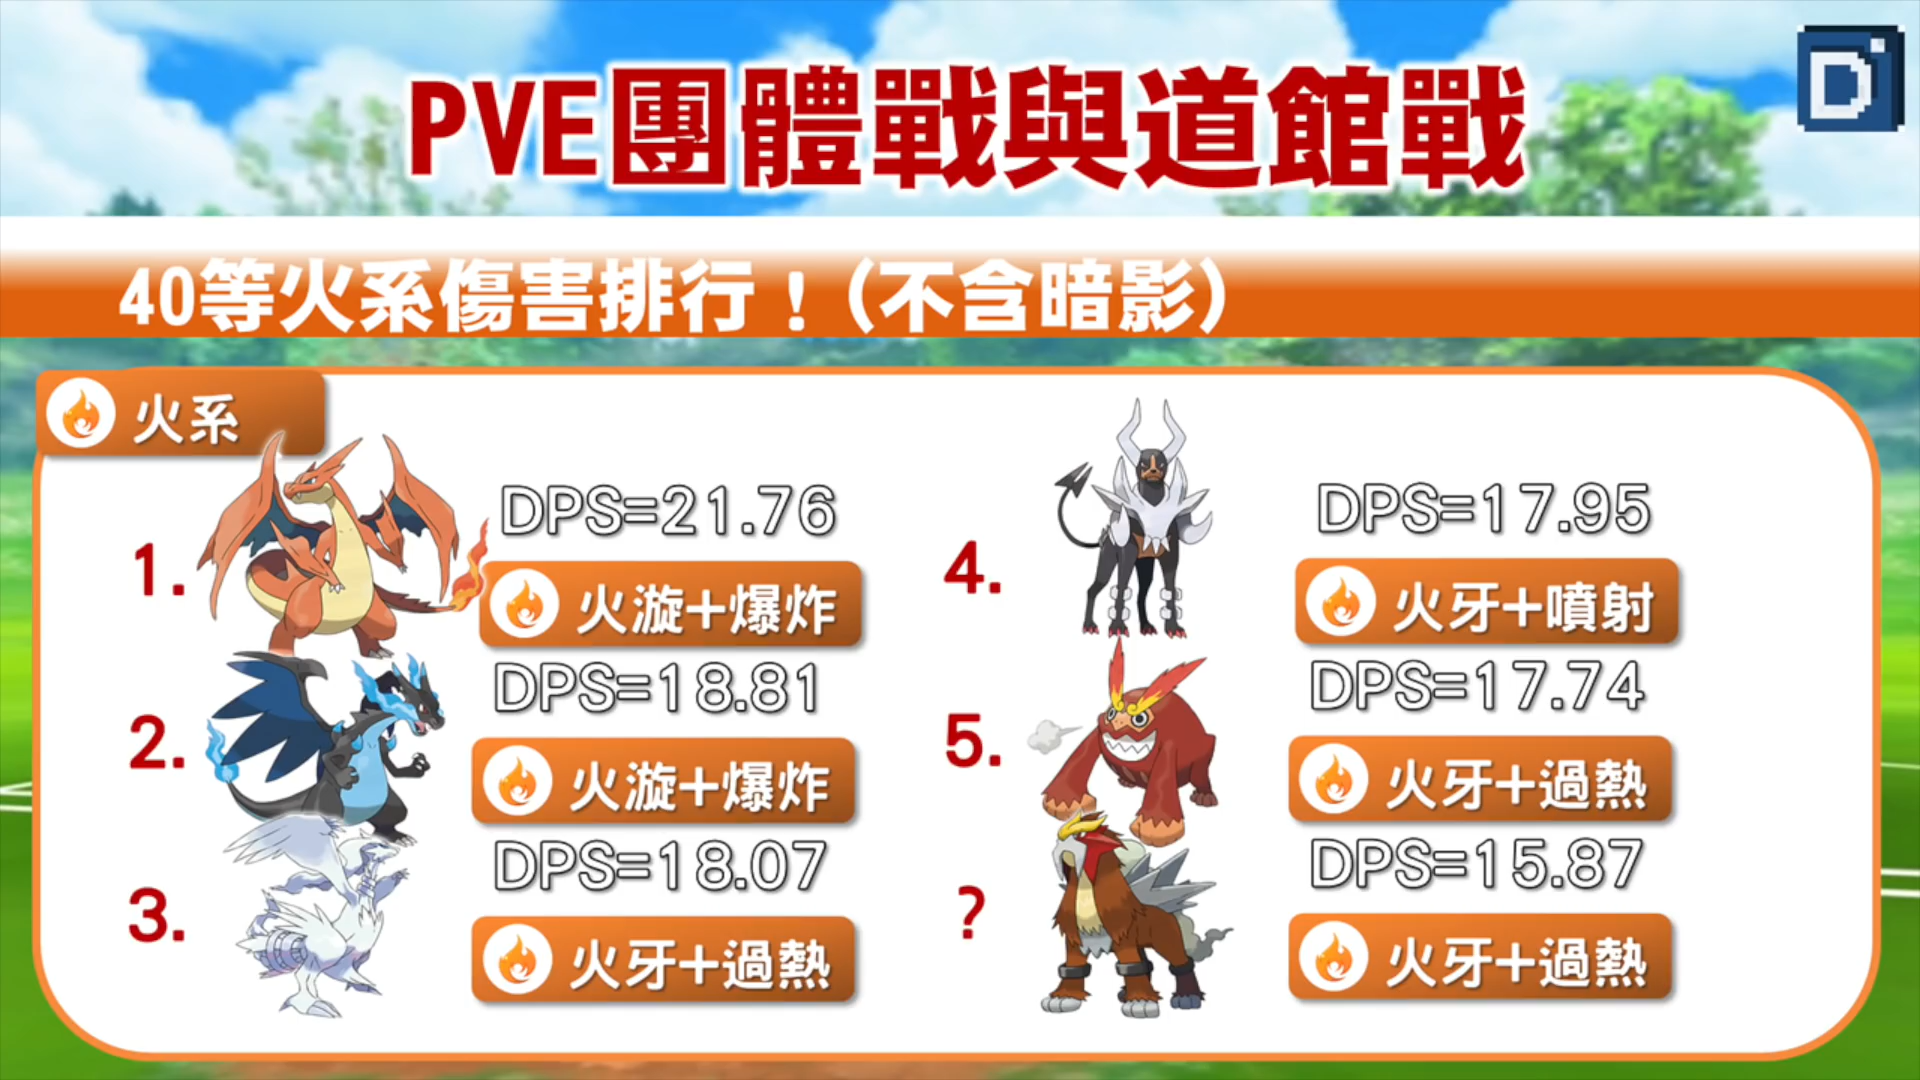 PVE團體戰與道館戰
D
40等火系傷害排行！(不含暗影)
火系
1.
DPS=21.76
火漩+爆炸
2.
DPS=18.81
火漩+爆炸
3.
DPS=18.07
火牙+過熱
4.
DPS=17.95
火牙+噴射
5.
DPS=17.74
火牙+過熱
?
DPS=15.87
火牙+過熱